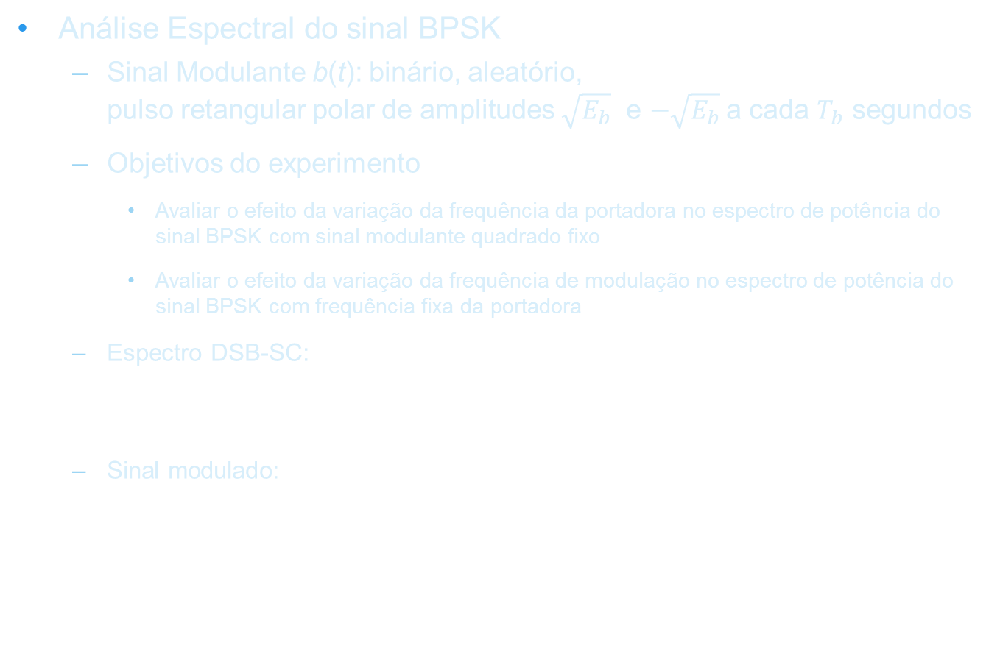 • Análise Espectral do sinal BPSK
– Sinal Modulante b(t): binário, aleatório,
pulso retangular polar de amplitudes √E_b e −√E_b a cada T_b segundos
– Objetivos do experimento
• Avaliar o efeito da variação da frequência da portadora no espectro de potência do
sinal BPSK com sinal modulante quadrado fixo
• Avaliar o efeito da variação da frequência de modulação no espectro de potência do
sinal BPSK com frequência fixa da portadora
– Espectro DSB-SC:
– Sinal modulado: